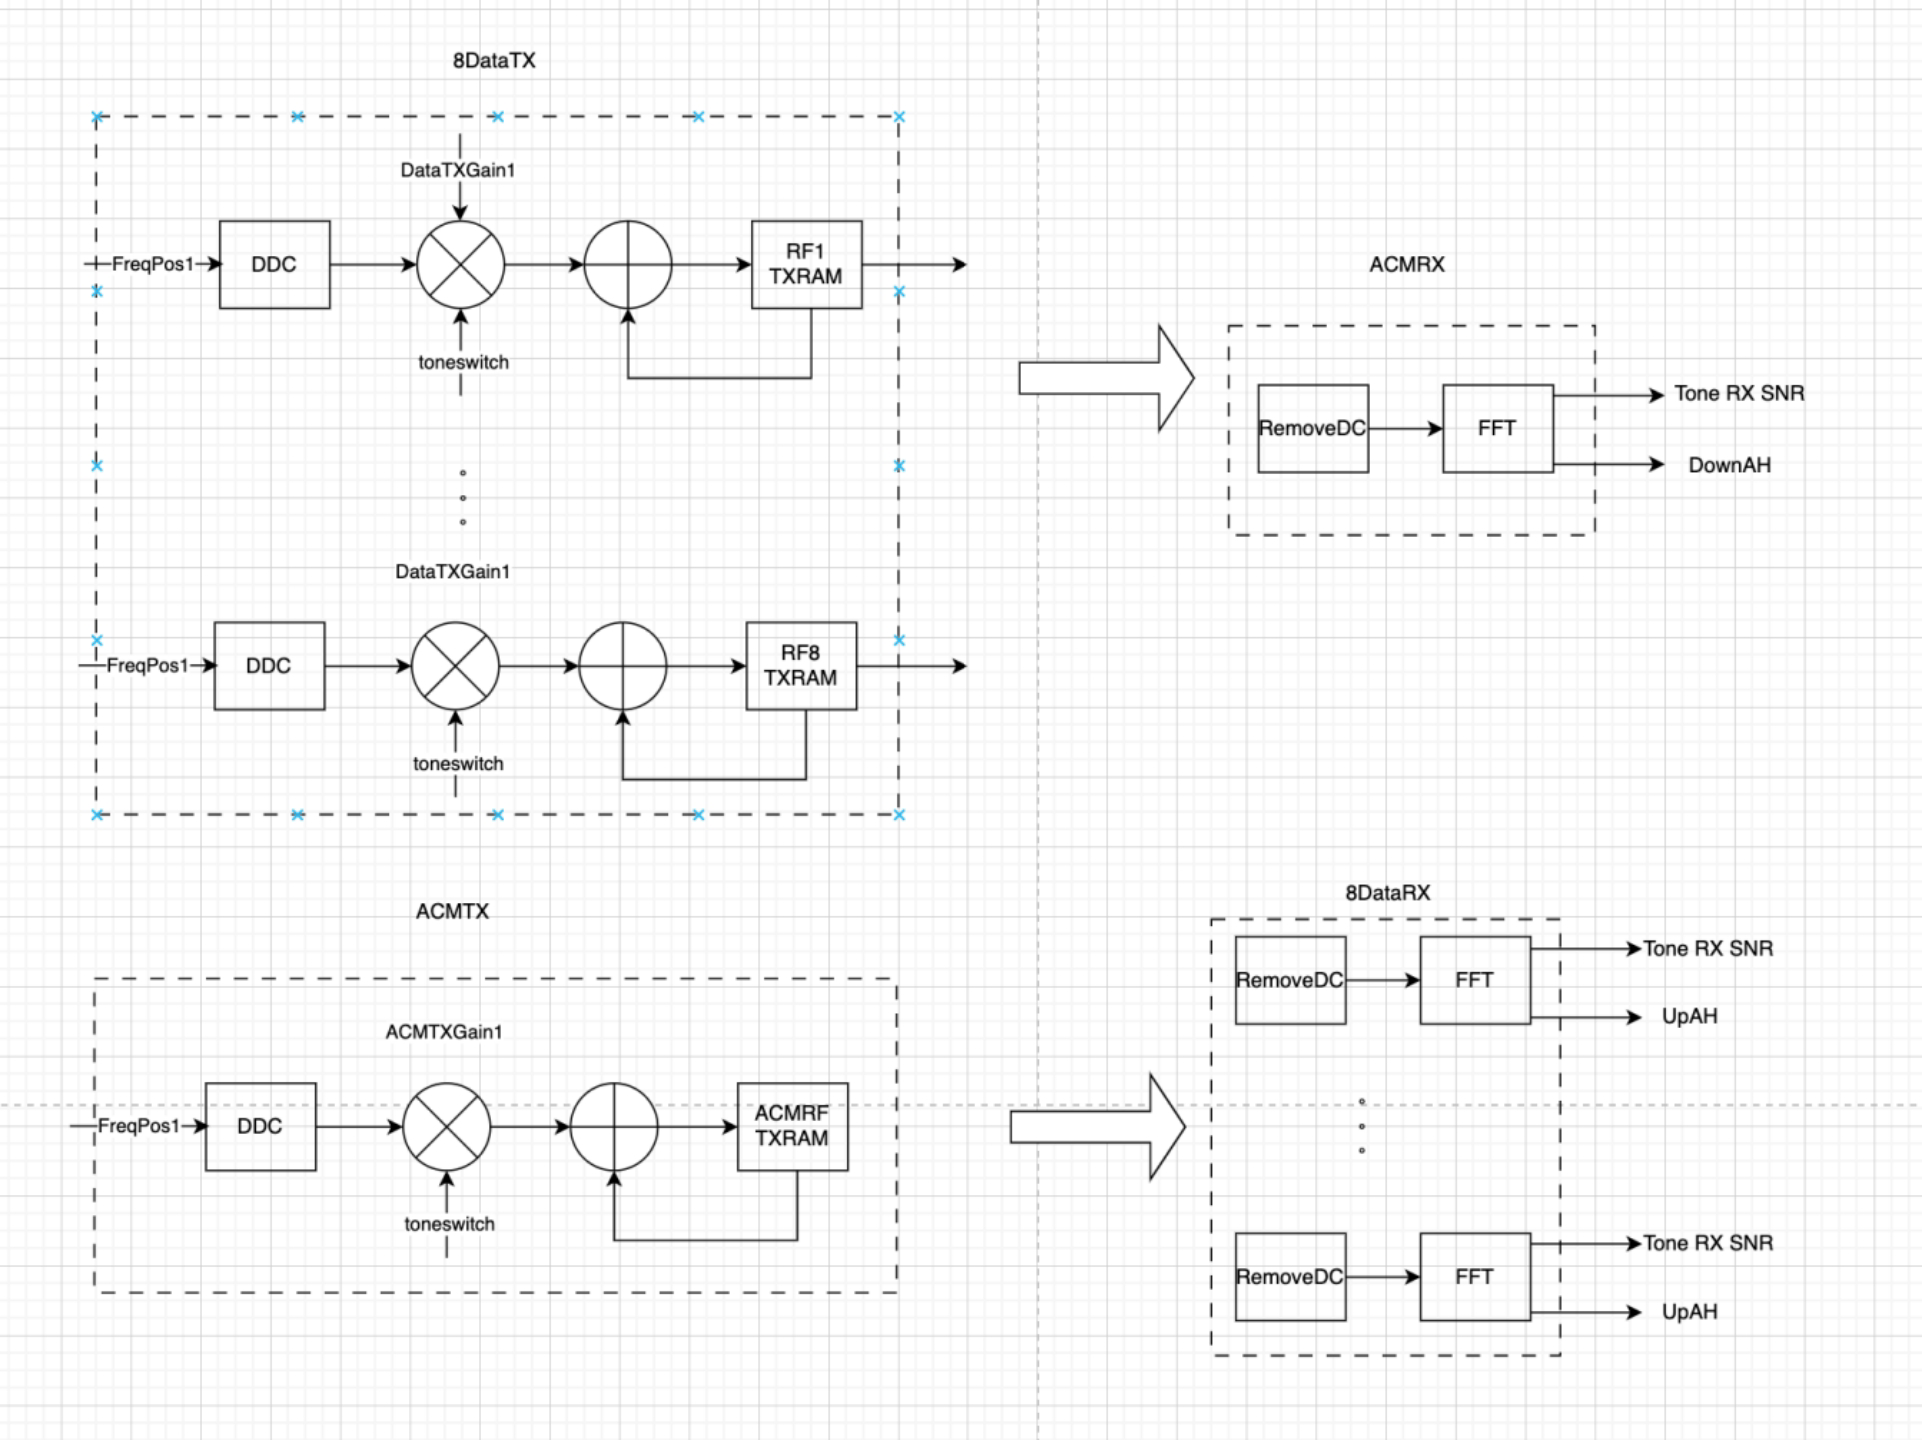 8DataTX
DataTXGain1
FreqPos1
DDC
RF1
TXRAM
toneswitch
DataTXGain1
FreqPos1
DDC
RF8
TXRAM
toneswitch
ACMRX
RemoveDC
FFT
Tone RX SNR
DownAH
ACMTX
ACMTXGain1
FreqPos1
DDC
ACMRF
TXRAM
toneswitch
8DataRX
RemoveDC
FFT
Tone RX SNR
UpAH
RemoveDC
FFT
Tone RX SNR
UpAH